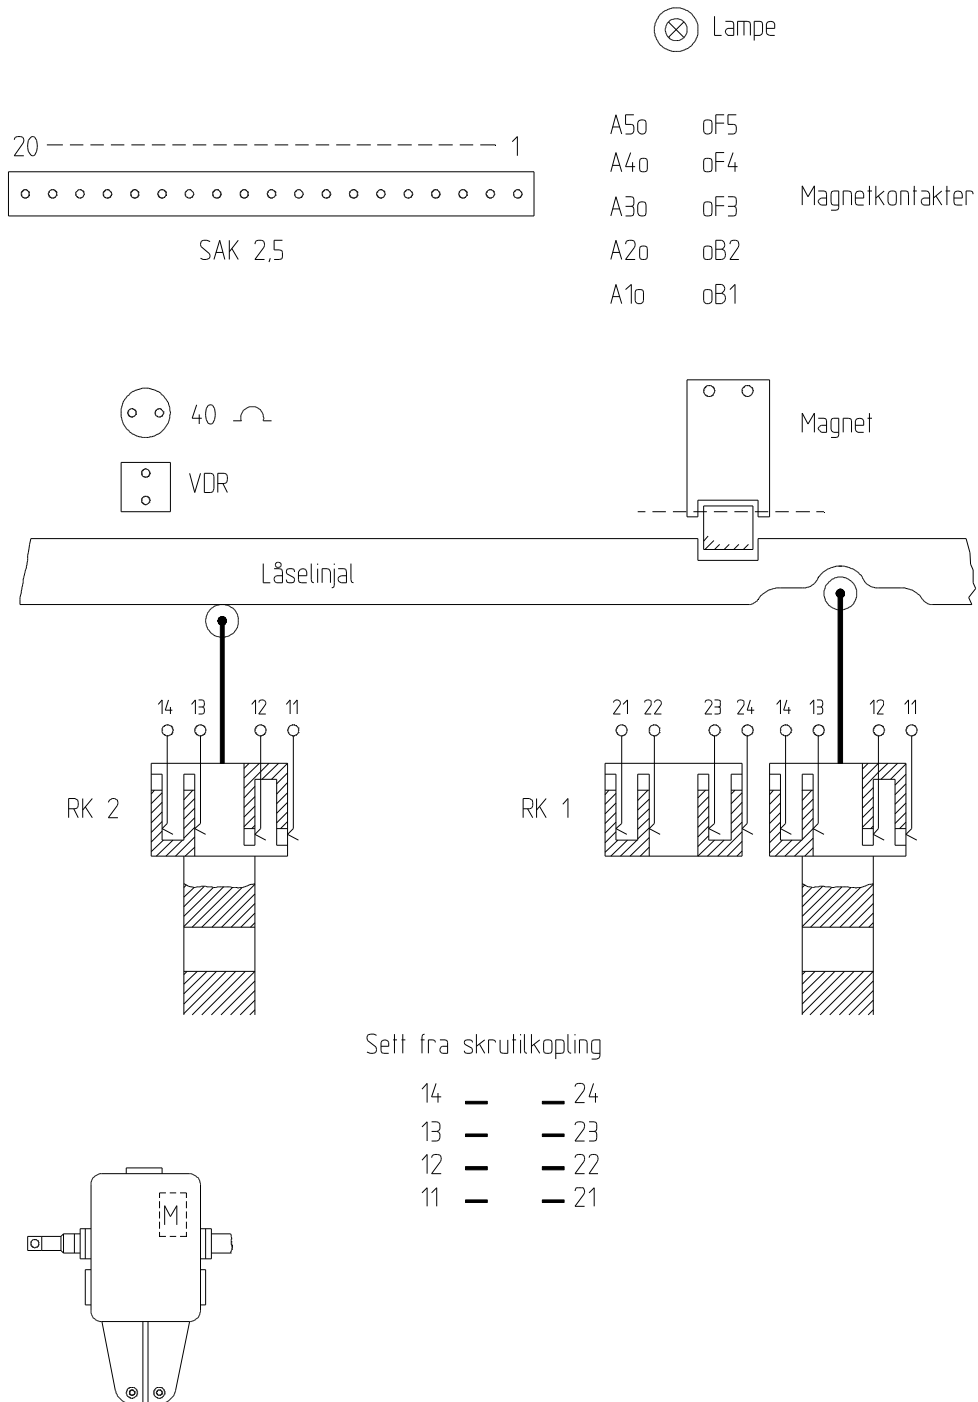 Lampe
A5o oF5
20 1
A4o oF4
A3o oF3
Magnetkontakter
SAK 2,5
A2o oB2
A1o oB1
40
Magnet
VDR
Låselinjal
14 13 12 11
21 22 23 24 14 13 12 11
RK 2
RK 1
Sett fra skrutilkopling
14 24
13 23
12 22
11 21
M